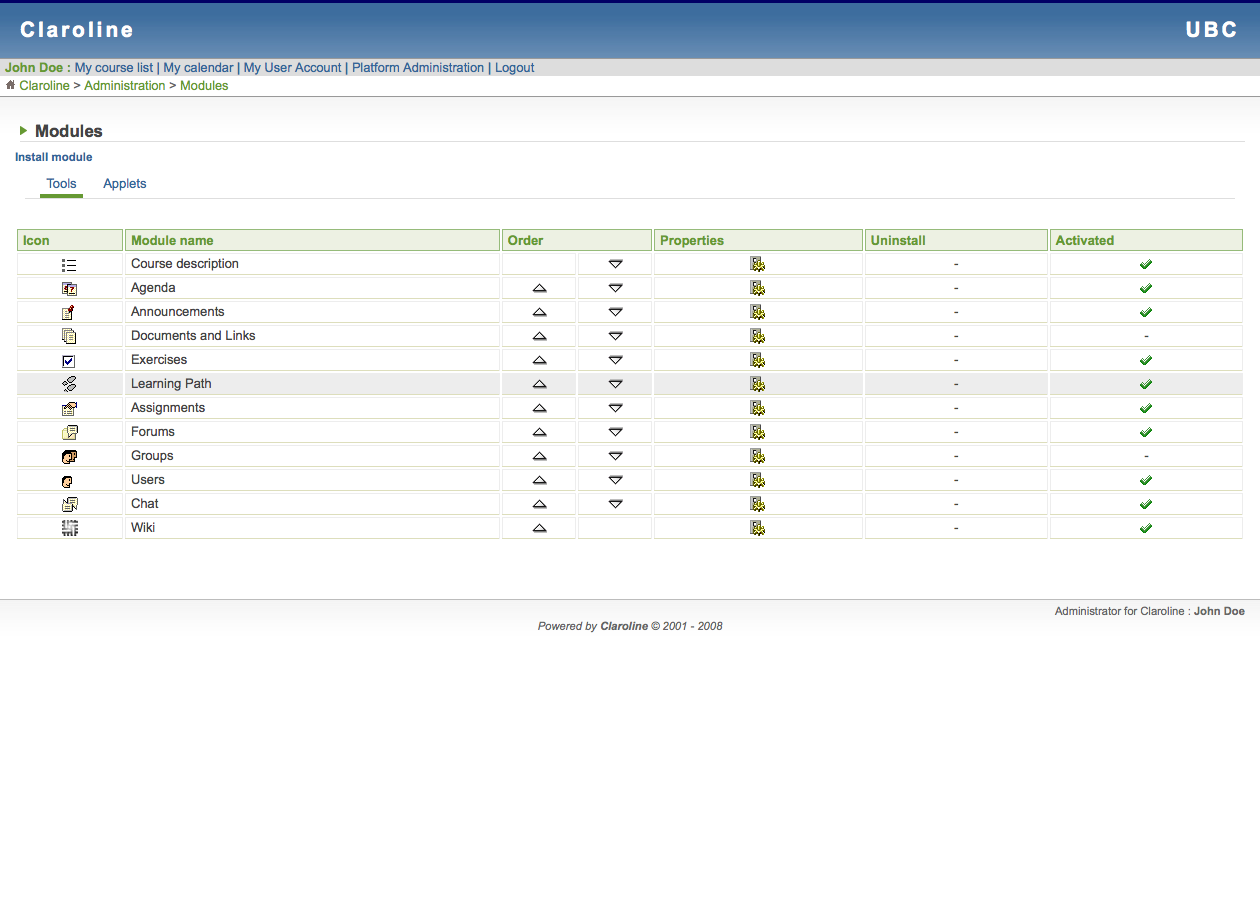 Claroline UBC
John Doe : My course list | My calendar | My User Account | Platform Administration | Logout
Claroline > Administration > Modules
Modules
Install module
Tools Applets
Icon Module name Order Properties Uninstall Activated
Course description -
Agenda -
Announcements -
Documents and Links - -
Exercises -
Learning Path -
Assignments -
Forums -
Groups - -
Users -
Chat -
Wiki -
Administrator for Claroline : John Doe
Powered by Claroline © 2001 - 2008